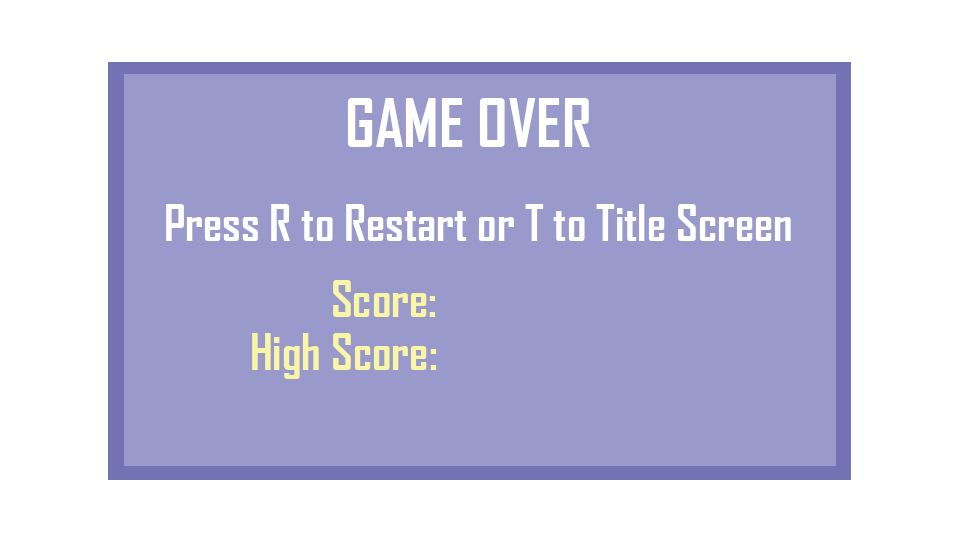 GAME OVER
Press R to Restart or T to Title Screen
Score:
High Score: